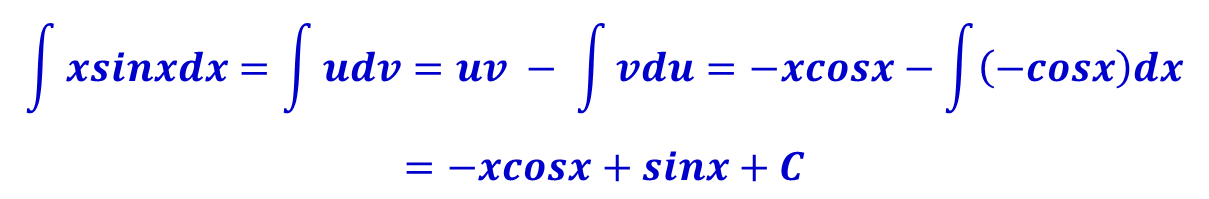 ∫ xsinxdx = ∫ udv = uv − ∫ vdu = −xcosx − ∫ (−cosx)dx
= −xcosx + sinx + C